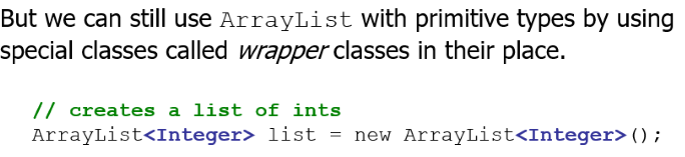 But we can still use ArrayList with primitive types by using
special classes called wrapper classes in their place.
// creates a list of ints
ArrayList<Integer> list = new ArrayList<Integer>();